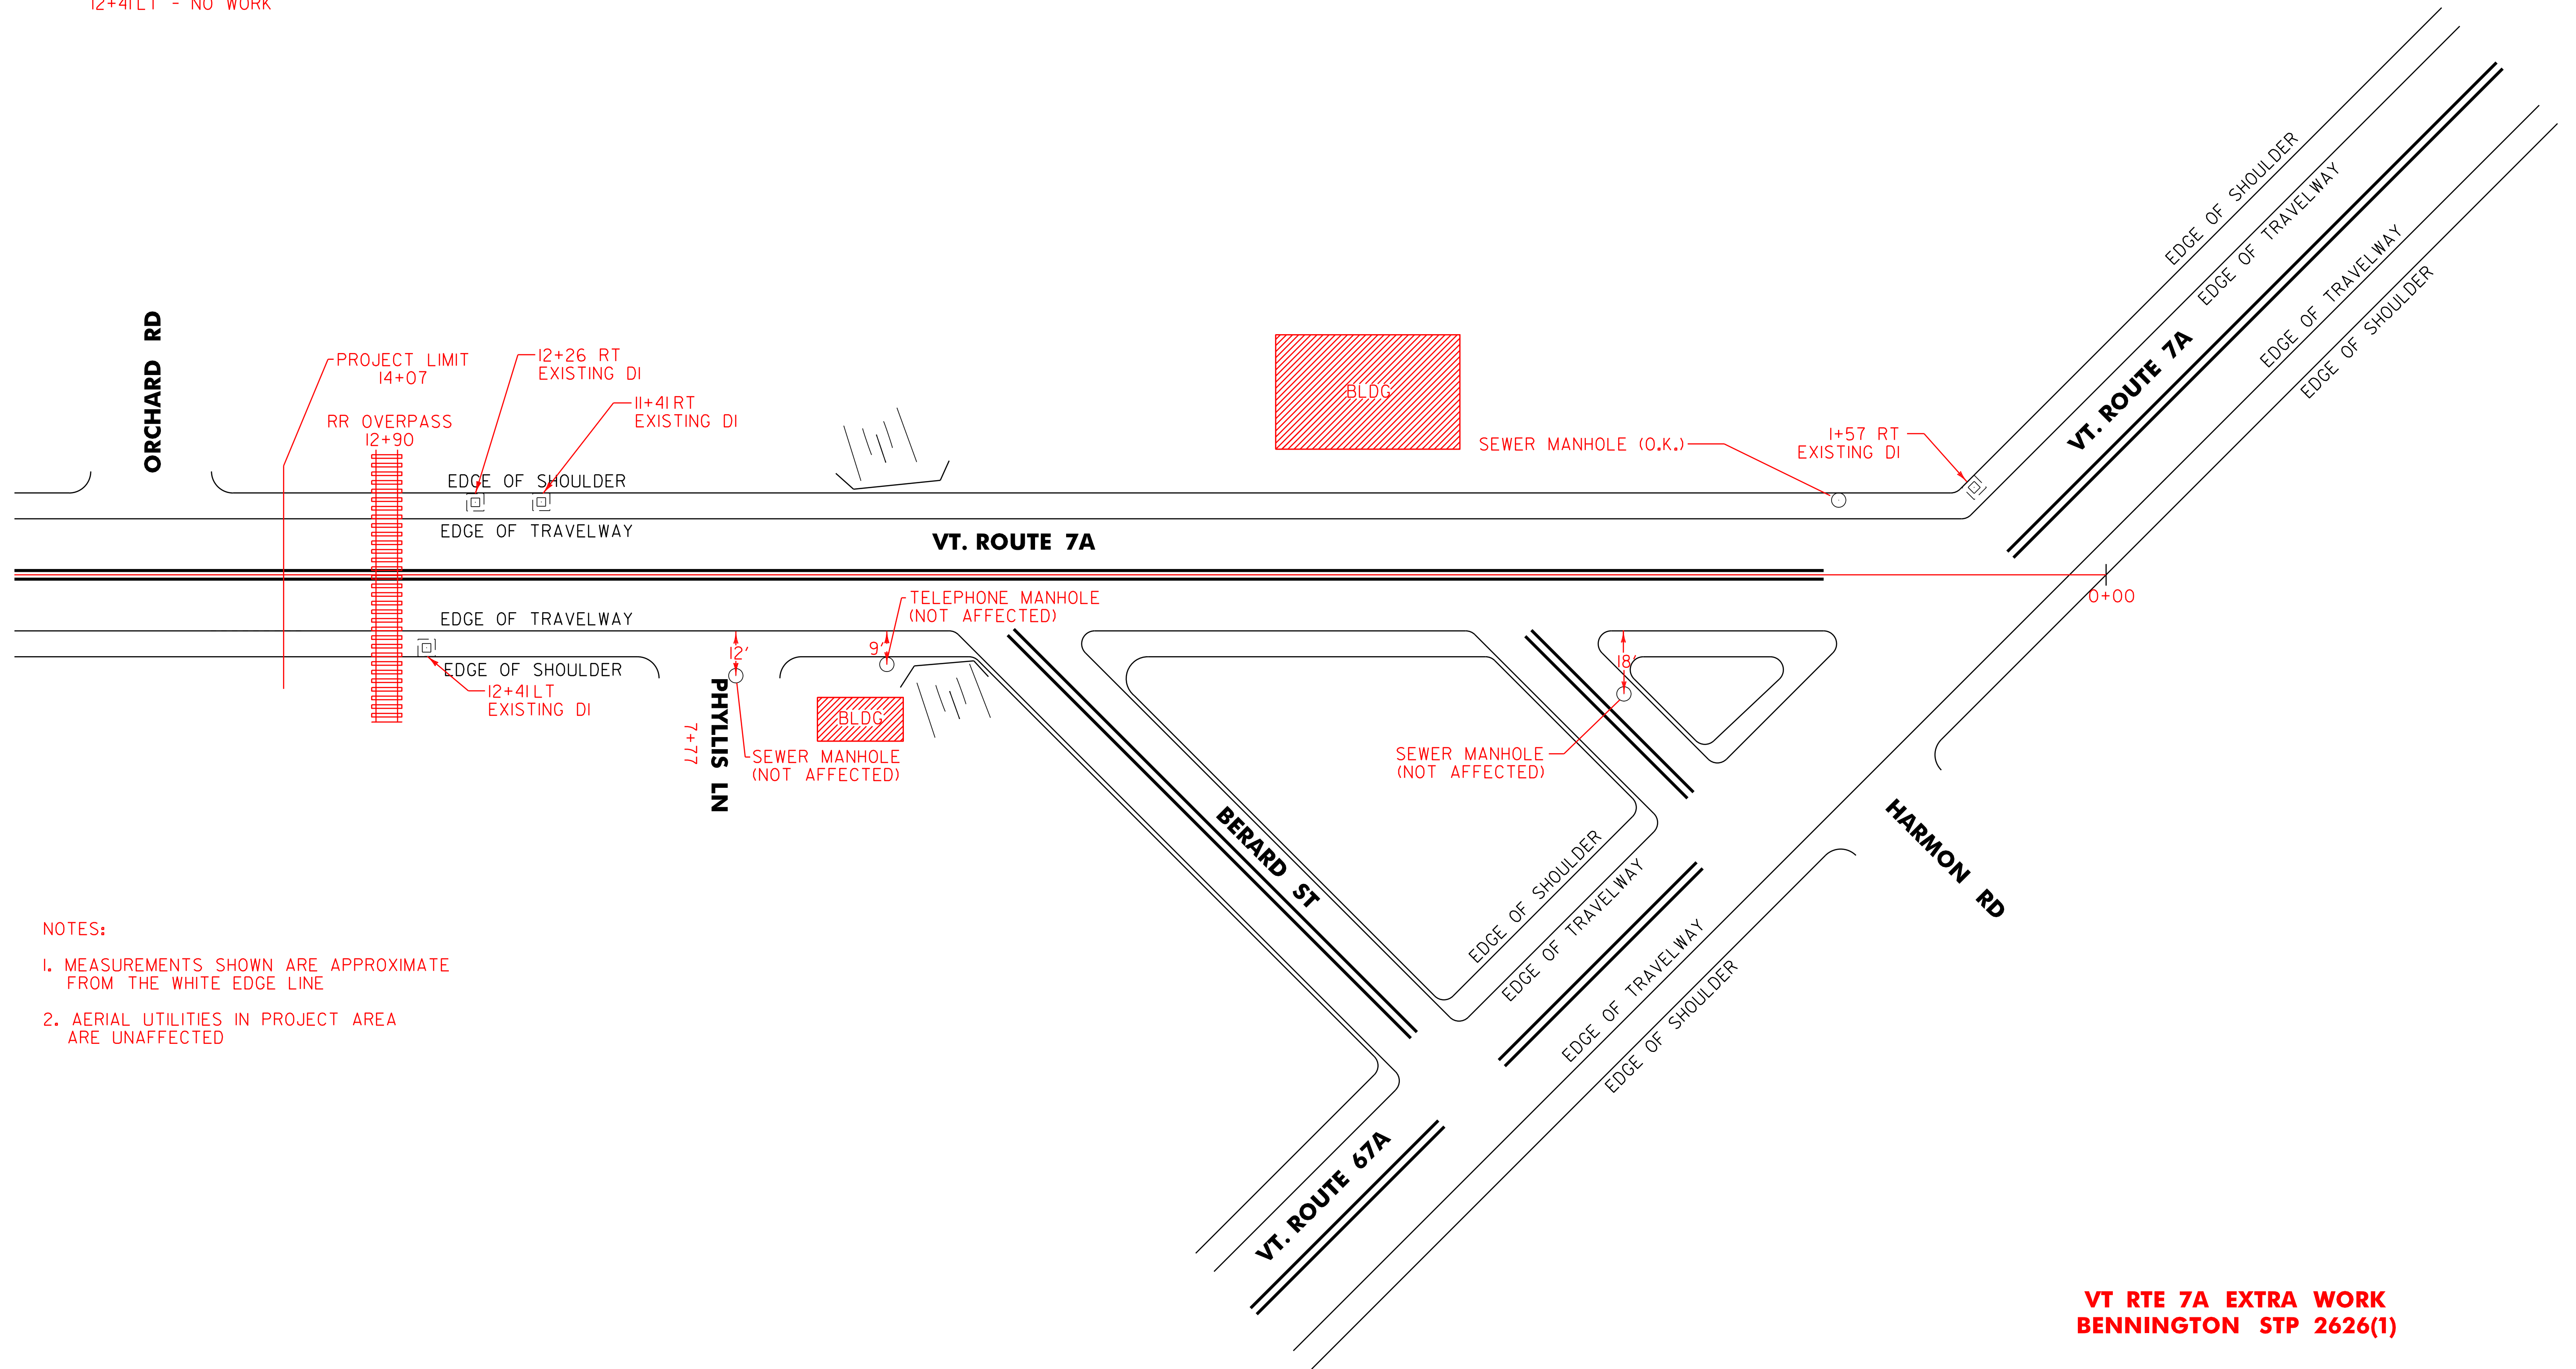 12+41 LT - NO WORK
ORCHARD RD
PROJECT LIMIT
14+07
RR OVERPASS
12+90
12+26 RT
EXISTING DI
11+41 RT
EXISTING DI
EDGE OF SHOULDER
EDGE OF TRAVELWAY
VT. ROUTE 7A
BLDG
SEWER MANHOLE (O.K.)
1+57 RT
EXISTING DI
EDGE OF SHOULDER
EDGE OF TRAVELWAY
VT. ROUTE 7A
EDGE OF TRAVELWAY
EDGE OF SHOULDER
0+00
EDGE OF TRAVELWAY
EDGE OF SHOULDER
12+41 LT
EXISTING DI
TELEPHONE MANHOLE
(NOT AFFECTED)
12'
9'
18'
PHYLLIS LN
7+77
BLDG
SEWER MANHOLE
(NOT AFFECTED)
SEWER MANHOLE
(NOT AFFECTED)
BERARD ST
HARMON RD
EDGE OF SHOULDER
EDGE OF TRAVELWAY
EDGE OF TRAVELWAY
EDGE OF SHOULDER
VT. ROUTE 67A
NOTES:
1. MEASUREMENTS SHOWN ARE APPROXIMATE
FROM THE WHITE EDGE LINE
2. AERIAL UTILITIES IN PROJECT AREA
ARE UNAFFECTED
VT RTE 7A EXTRA WORK
BENNINGTON STP 2626(1)